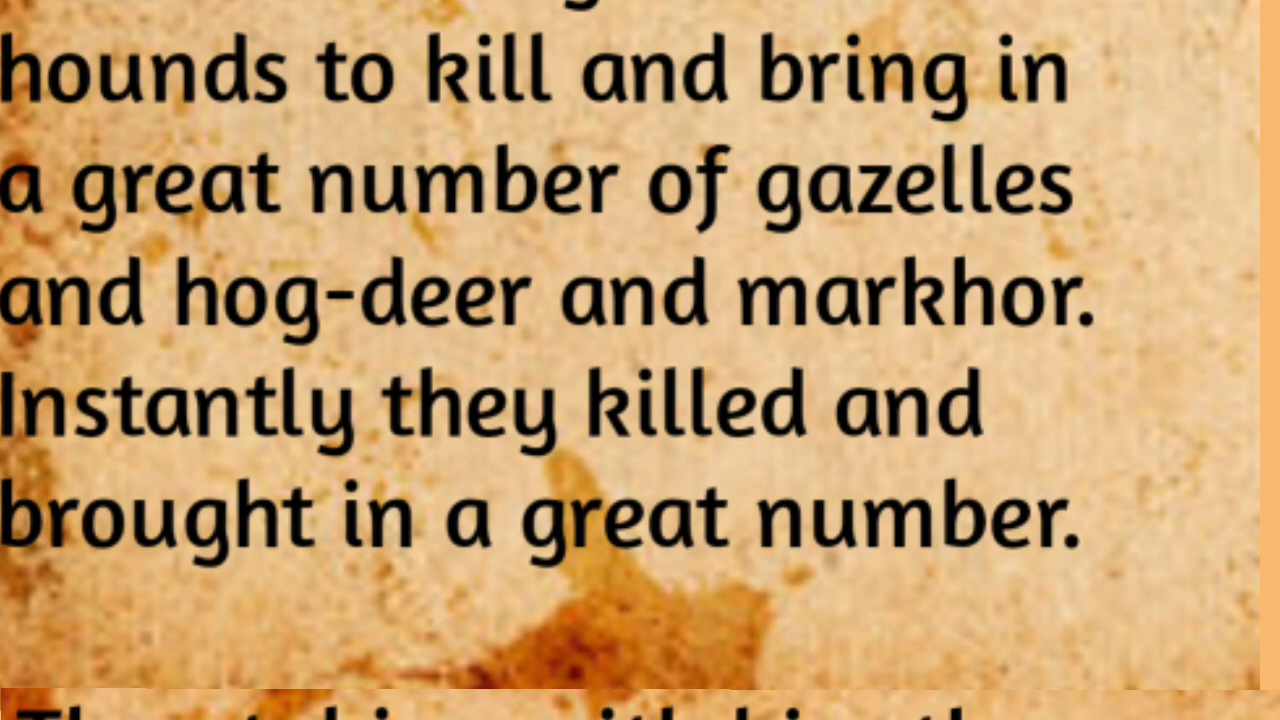 hounds to kill and bring in
a great number of gazelles
and hog-deer and markhor.
Instantly they killed and
brought in a great number.